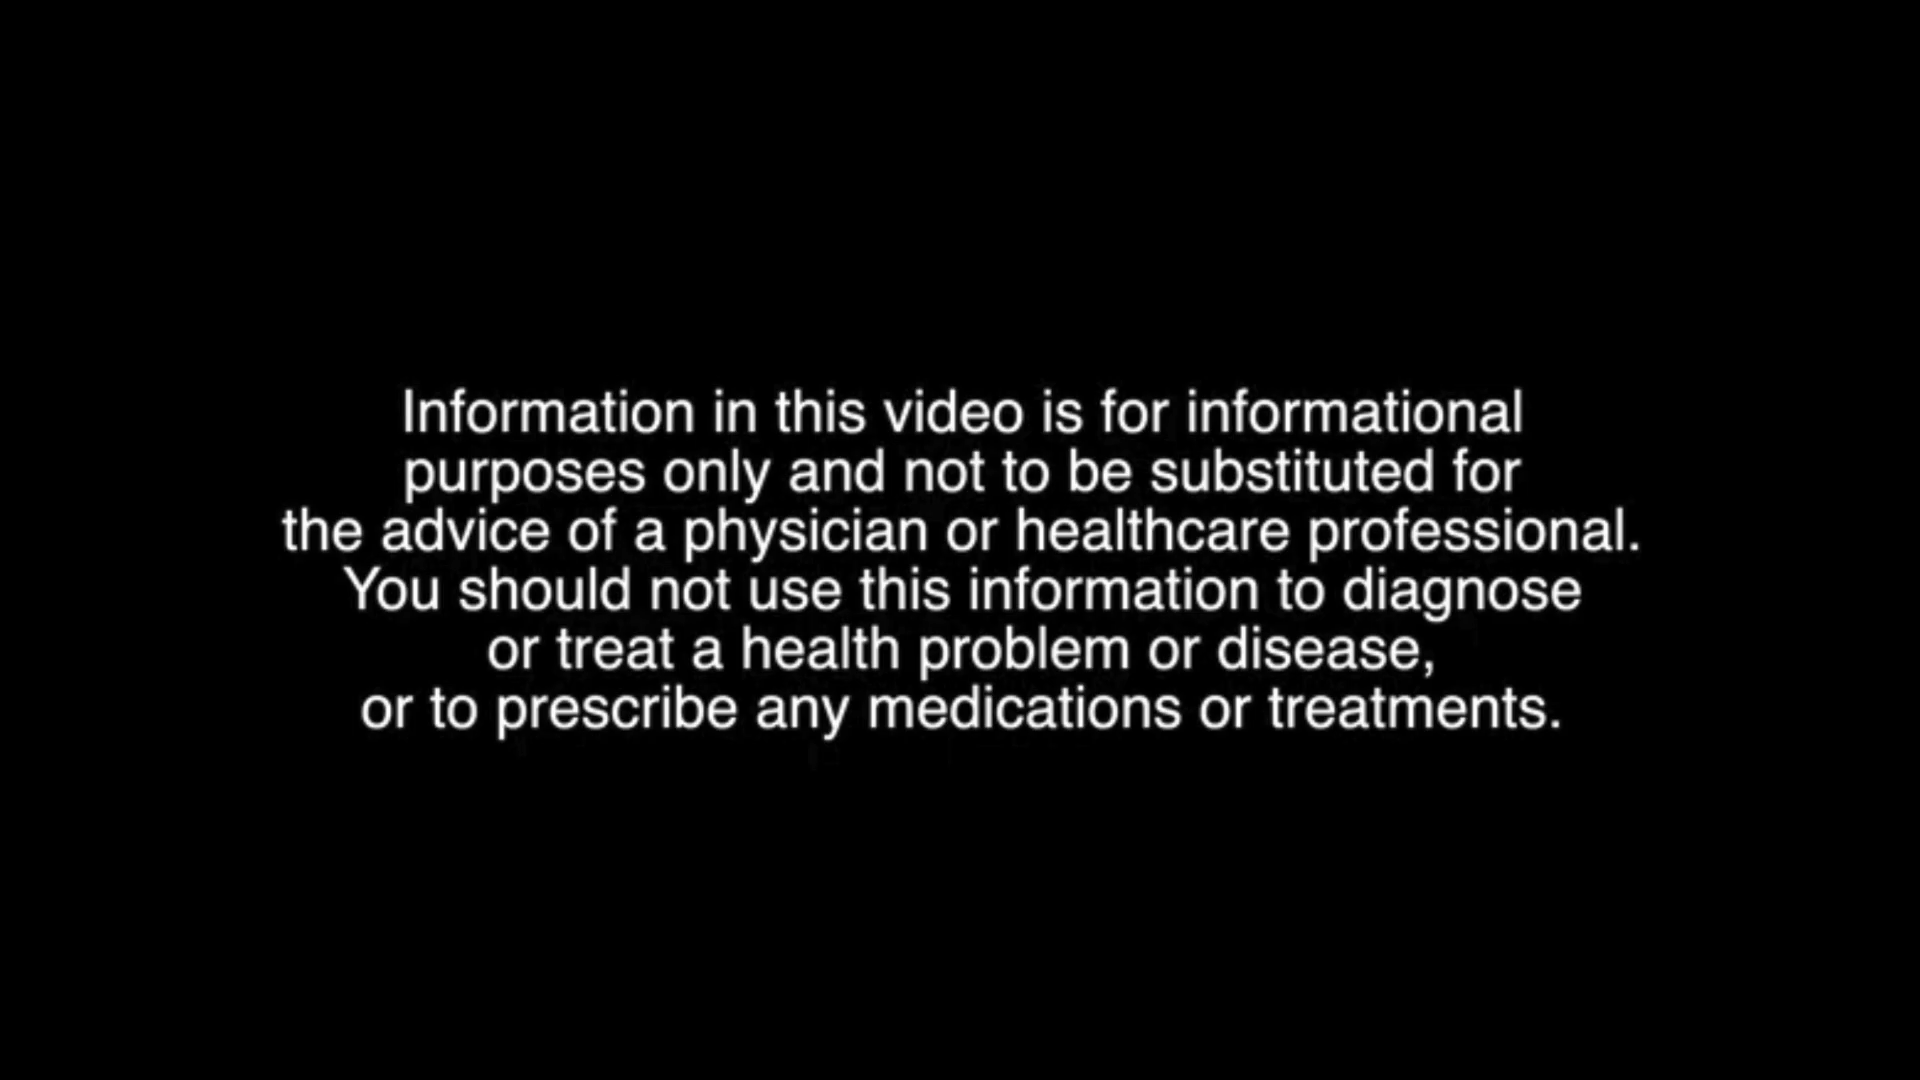 Information in this video is for informational
purposes only and not to be substituted for
the advice of a physician or healthcare professional.
You should not use this information to diagnose
or treat a health problem or disease,
or to prescribe any medications or treatments.